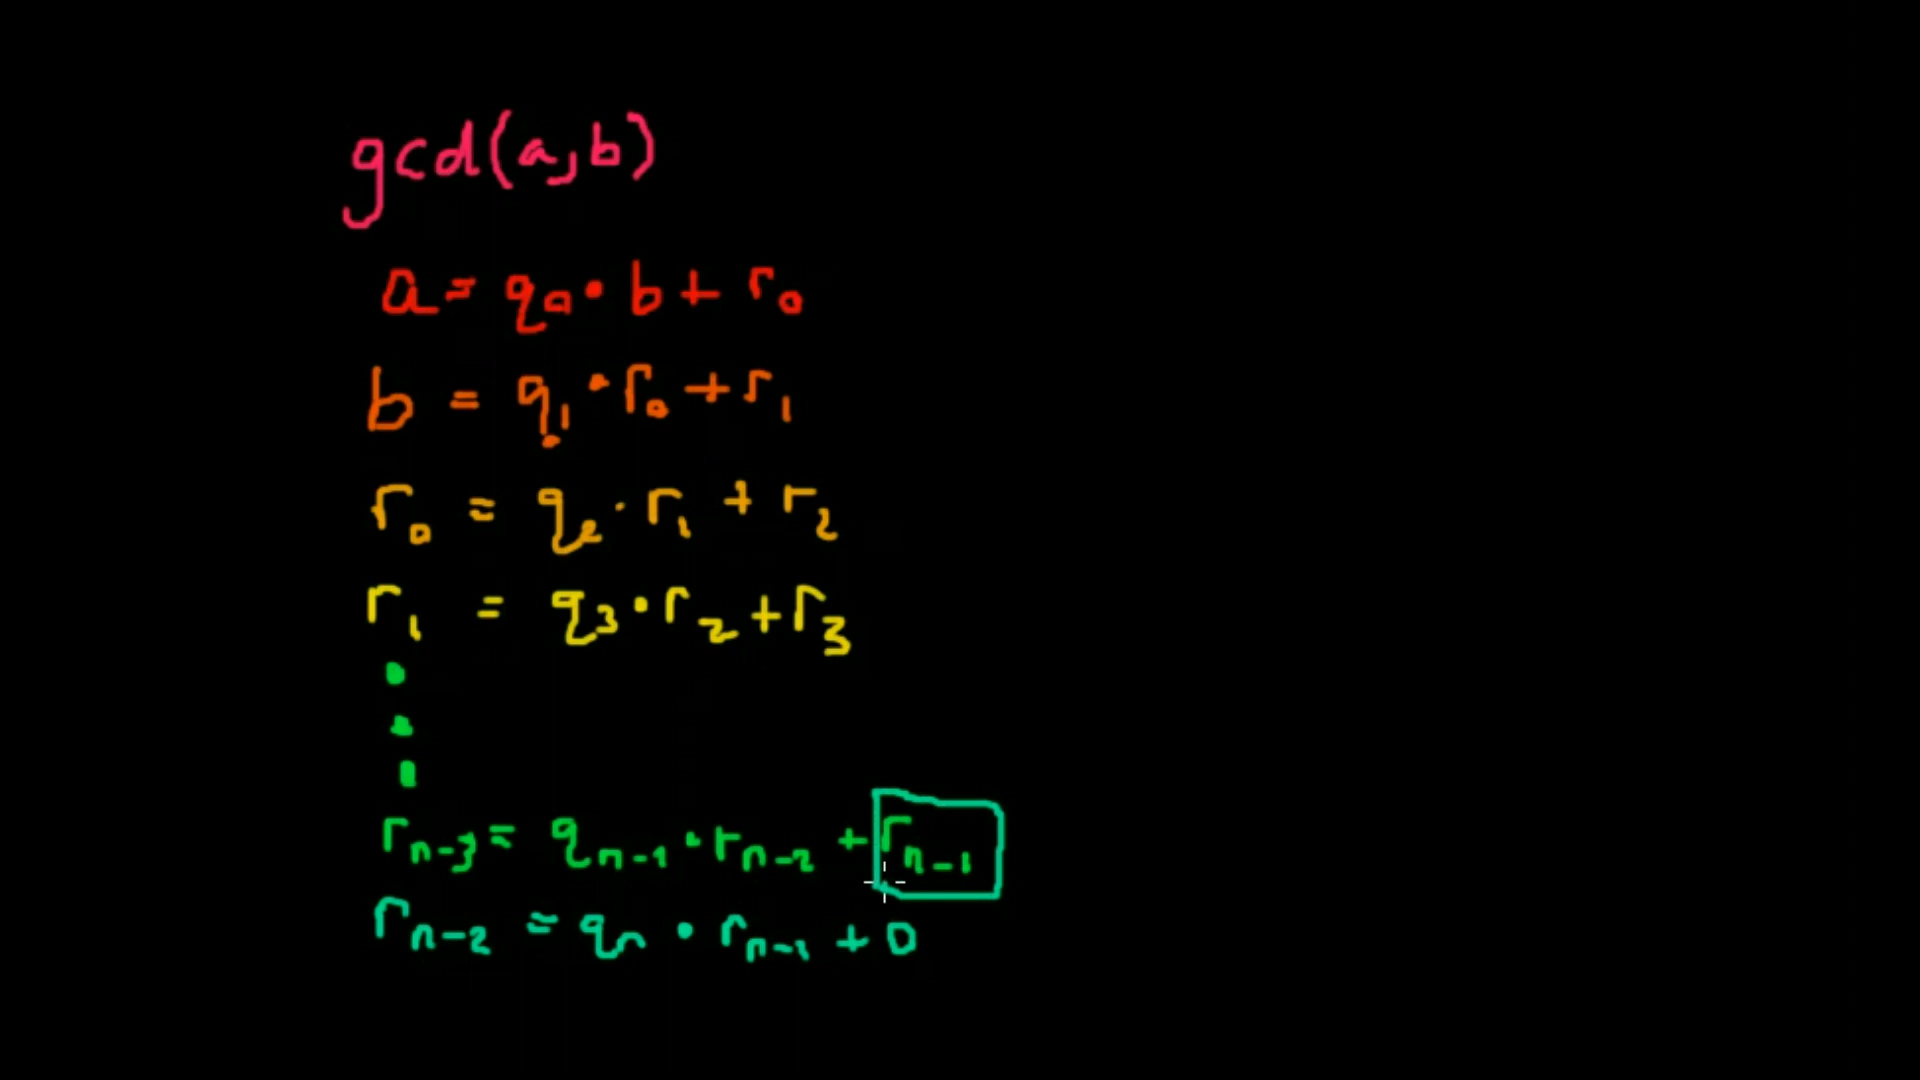 gcd(a,b)
a = q₀·b + r₀
b = q₁·r₀ + r₁
r₀ = q₂·r₁ + r₂
r₁ = q₃·r₂ + r₃
rₙ₋₃ = qₙ₋₁·rₙ₋₂ + rₙ₋₁
rₙ₋₂ = qₙ·rₙ₋₁ + 0